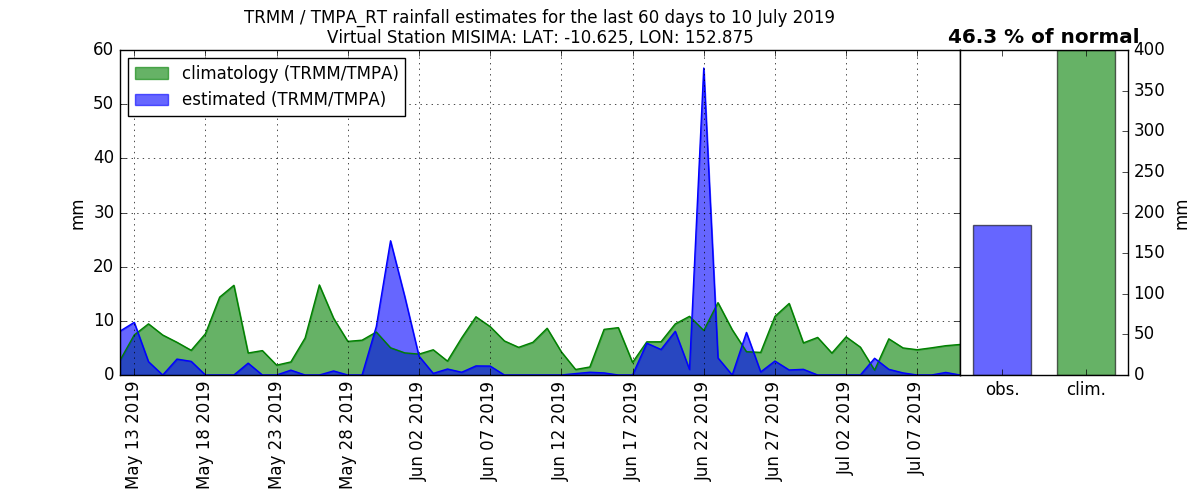 TRMM / TMPA_RT rainfall estimates for the last 60 days to 10 July 2019
Virtual Station MISIMA: LAT: -10.625, LON: 152.875
46.3 % of normal
climatology (TRMM/TMPA)
estimated (TRMM/TMPA)
mm
60
50
40
30
20
10
0
May 13 2019
May 18 2019
May 23 2019
May 28 2019
Jun 02 2019
Jun 07 2019
Jun 12 2019
Jun 17 2019
Jun 22 2019
Jun 27 2019
Jul 02 2019
Jul 07 2019
obs.
clim.
400
350
300
250
200
150
100
50
0
mm